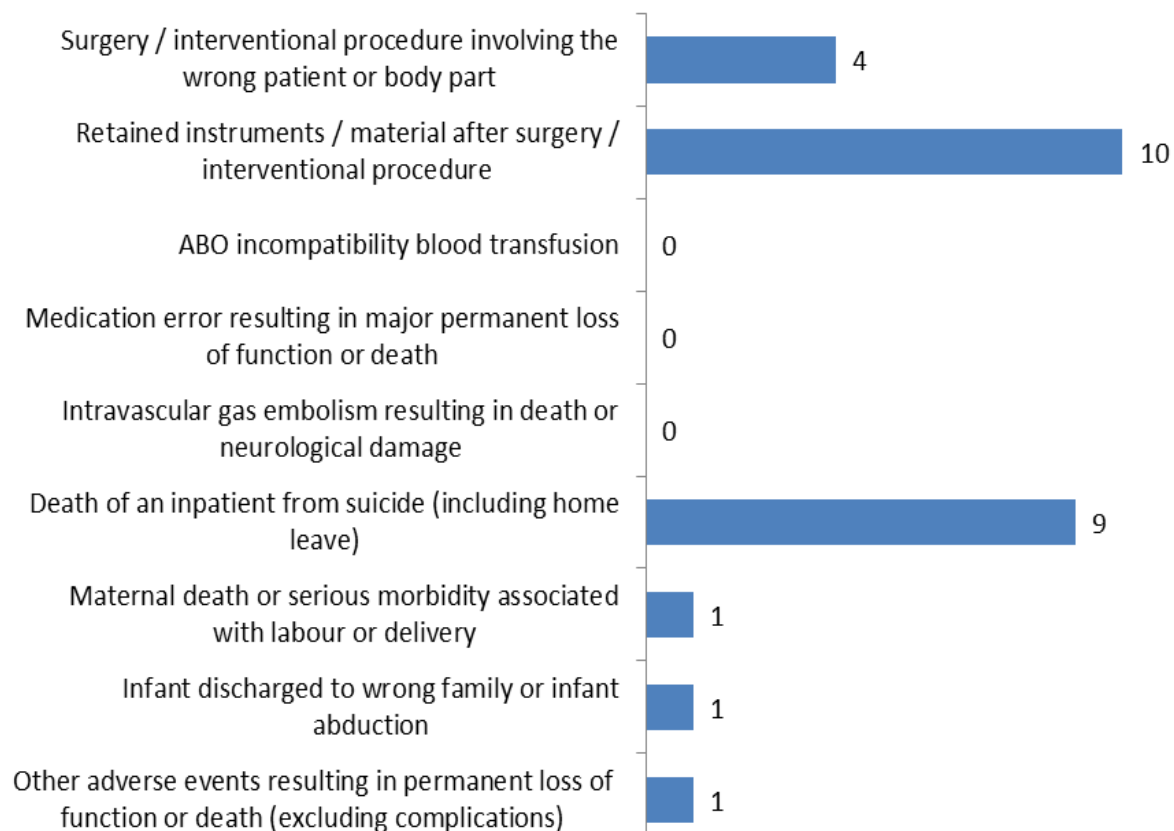 Surgery / interventional procedure involving the
wrong patient or body part
4
Retained instruments / material after surgery /
interventional procedure
10
ABO incompatibility blood transfusion
0
Medication error resulting in major permanent loss
of function or death
0
Intravascular gas embolism resulting in death or
neurological damage
0
Death of an inpatient from suicide (including home
leave)
9
Maternal death or serious morbidity associated
with labour or delivery
1
Infant discharged to wrong family or infant
abduction
1
Other adverse events resulting in permanent loss of
function or death (excluding complications)
1